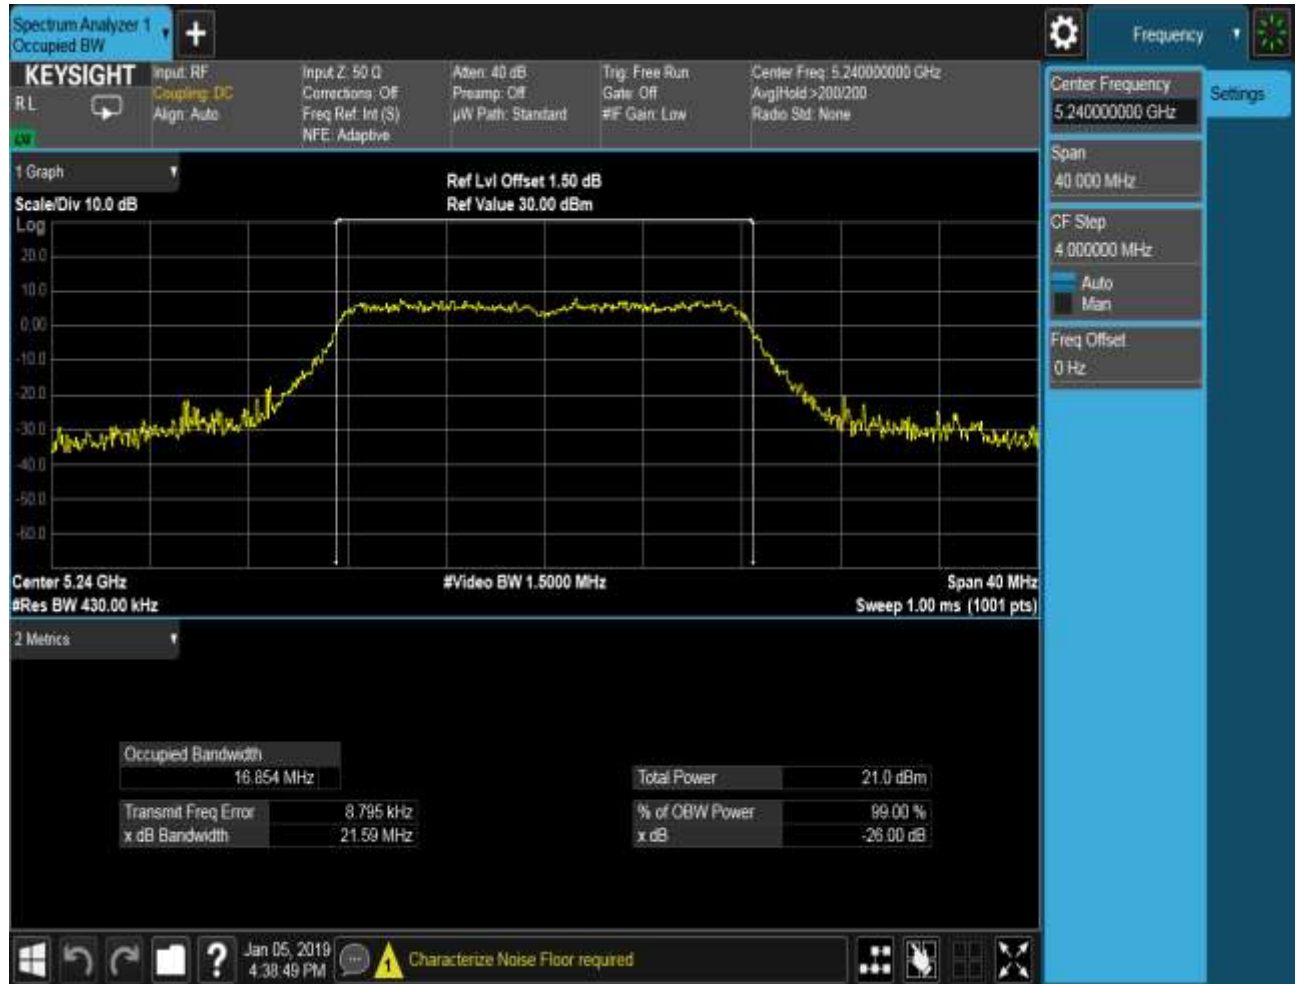 Spectrum Analyzer 1
Occupied BW
Frequency
KEYSIGHT
RL
Input: RF
Coupling: DC
Align: Auto
Input Z: 50 Ω
Corrections: Off
Freq Ref: Int (S)
NFE: Adaptive
Atten: 40 dB
Preamp: Off
µW Path: Standard
Trig: Free Run
Gate: Off
#IF Gain: Low
Center Freq: 5.240000000 GHz
Avg|Hold:>200/200
Radio Std: None
Center Frequency
5.240000000 GHz
Settings
Span
40.000 MHz
CF Step
4.000000 MHz
Auto
Man
Freq Offset
0 Hz
1 Graph
Scale/Div 10.0 dB
Ref Lvl Offset 1.50 dB
Ref Value 30.00 dBm
Log
20.0
10.0
0.00
-10.0
-20.0
-30.0
-40.0
-50.0
-60.0
Center 5.24 GHz
#Res BW 430.00 kHz
#Video BW 1.5000 MHz
Span 40 MHz
Sweep 1.00 ms (1001 pts)
2 Metrics
Occupied Bandwidth
16.854 MHz
Transmit Freq Error 8.795 kHz
x dB Bandwidth 21.59 MHz
Total Power 21.0 dBm
% of OBW Power 99.00 %
x dB -26.00 dB
Jan 05, 2019
4:38:49 PM
1
Characterize Noise Floor required